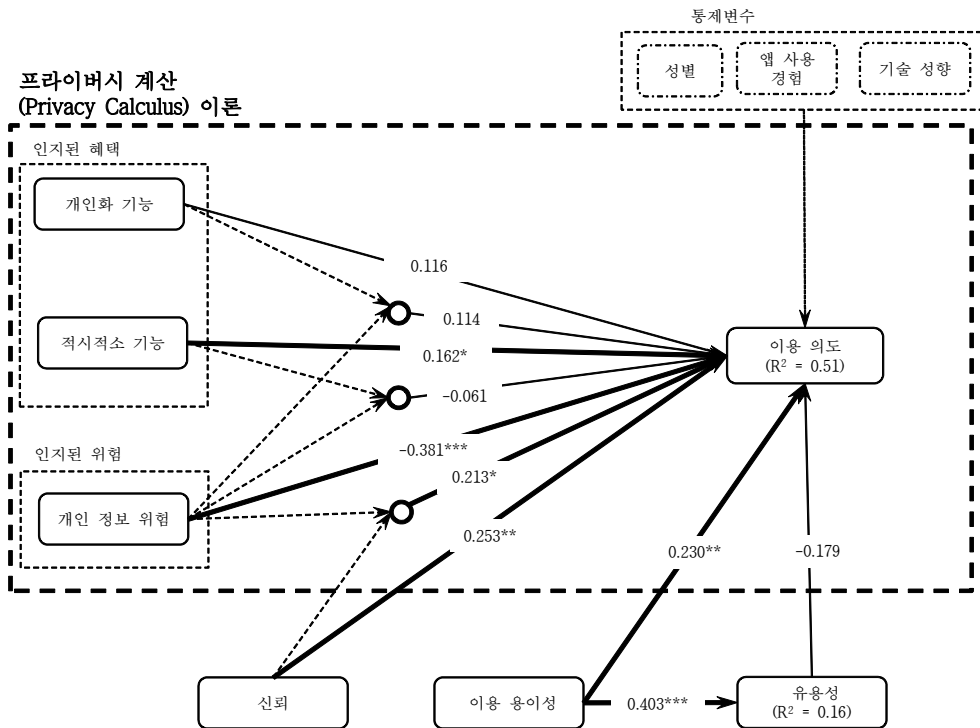 통제변수
성별
앱 사용
경험
기술 성향
프라이버시 계산
(Privacy Calculus) 이론
인지된 혜택
개인화 기능
0.116
0.114
적시적소 기능
0.162*
이용 의도
(R² = 0.51)
-0.061
인지된 위험
-0.381***
0.213*
개인 정보 위험
0.253**
0.230**
-0.179
신뢰
이용 용이성
0.403***
유용성
(R² = 0.16)